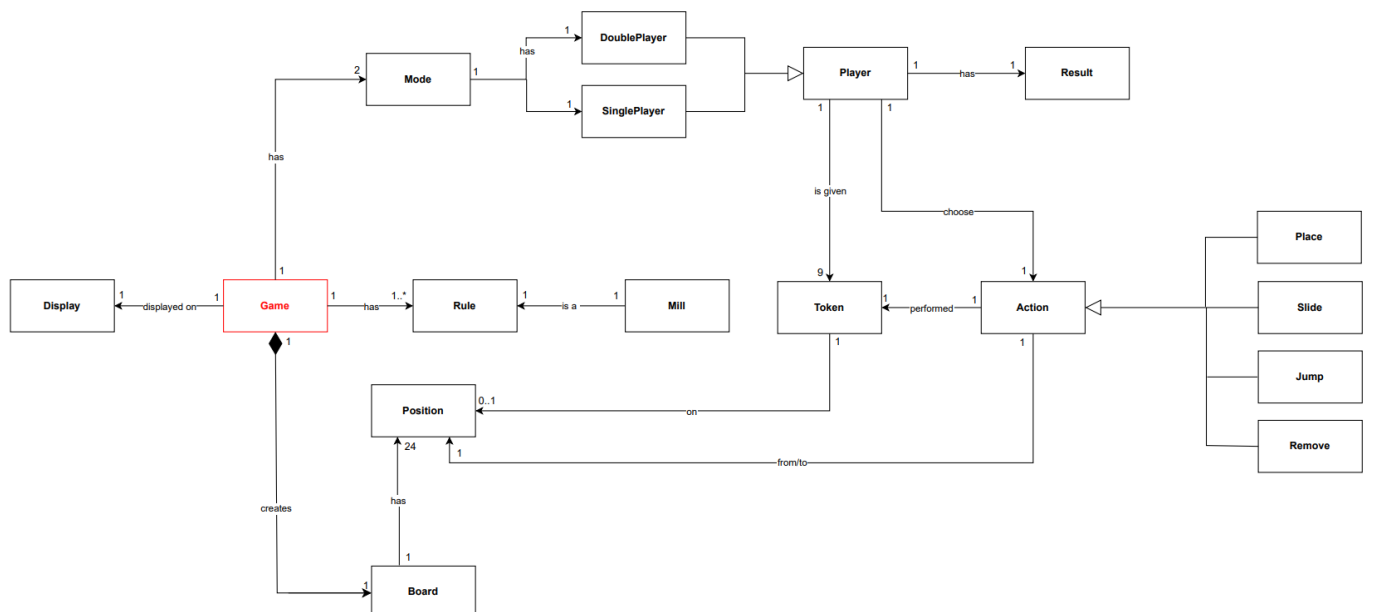 DoublePlayer
1
has
2
Mode
1
1
SinglePlayer
Player
1
has
1
Result
1
1
has
is given
choose
Place
9
1
1
Display
1
displayed on
1
Game
1
has
1..*
Rule
1
is a
1
Mill
Token
1
performed
1
Action
Slide
1
1
1
Jump
Position
0..1
on
24
1
from/to
Remove
has
creates
1
1
Board